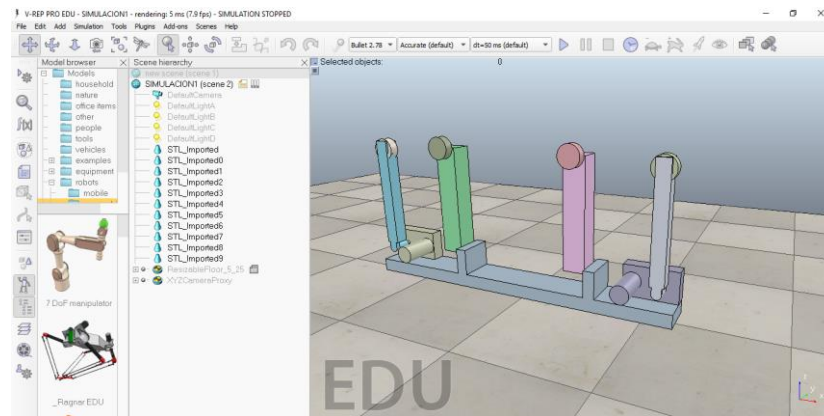 V-REP PRO EDU - SIMULACION1 - rendering: 5 ms (7.9 fps) - SIMULATION STOPPED
File Edit Add Simulation Tools Plugins Add-ons Scenes Help
Bullet 2.78 Accurate (default) dt=50 ms (default)
Model browser
Models
household
nature
office items
other
people
tools
vehicles
examples
equipment
robots
mobile
7 DoF manipulator
_Ragnar EDU
Scene hierarchy
new scene (scene 1)
SIMULACION1 (scene 2)
DefaultCamera
DefaultLightA
DefaultLightB
DefaultLightC
DefaultLightD
STL_Imported
STL_Imported0
STL_Imported1
STL_Imported2
STL_Imported3
STL_Imported4
STL_Imported5
STL_Imported6
STL_Imported7
STL_Imported8
STL_Imported9
ResizableFloor_5_25
XYZCameraProxy
Selected objects: 0
f(x)
EDU